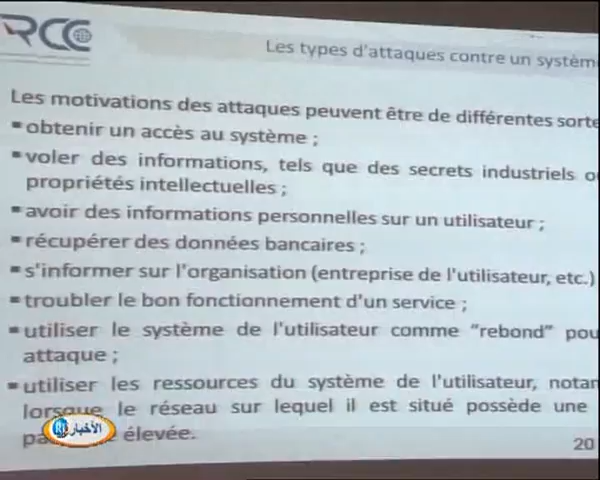 RCC
Les types d'attaques contre un systèm
Les motivations des attaques peuvent être de différentes sorte
▪obtenir un accès au système ;
▪voler des informations, tels que des secrets industriels o
propriétés intellectuelles ;
▪avoir des informations personnelles sur un utilisateur ;
▪récupérer des données bancaires ;
▪s'informer sur l'organisation (entreprise de l'utilisateur, etc.)
▪troubler le bon fonctionnement d'un service ;
▪utiliser le système de l'utilisateur comme "rebond" pou
attaque ;
▪utiliser les ressources du système de l'utilisateur, notan
lorsque le réseau sur lequel il est situé possède une
élevée.
الأخبار
20